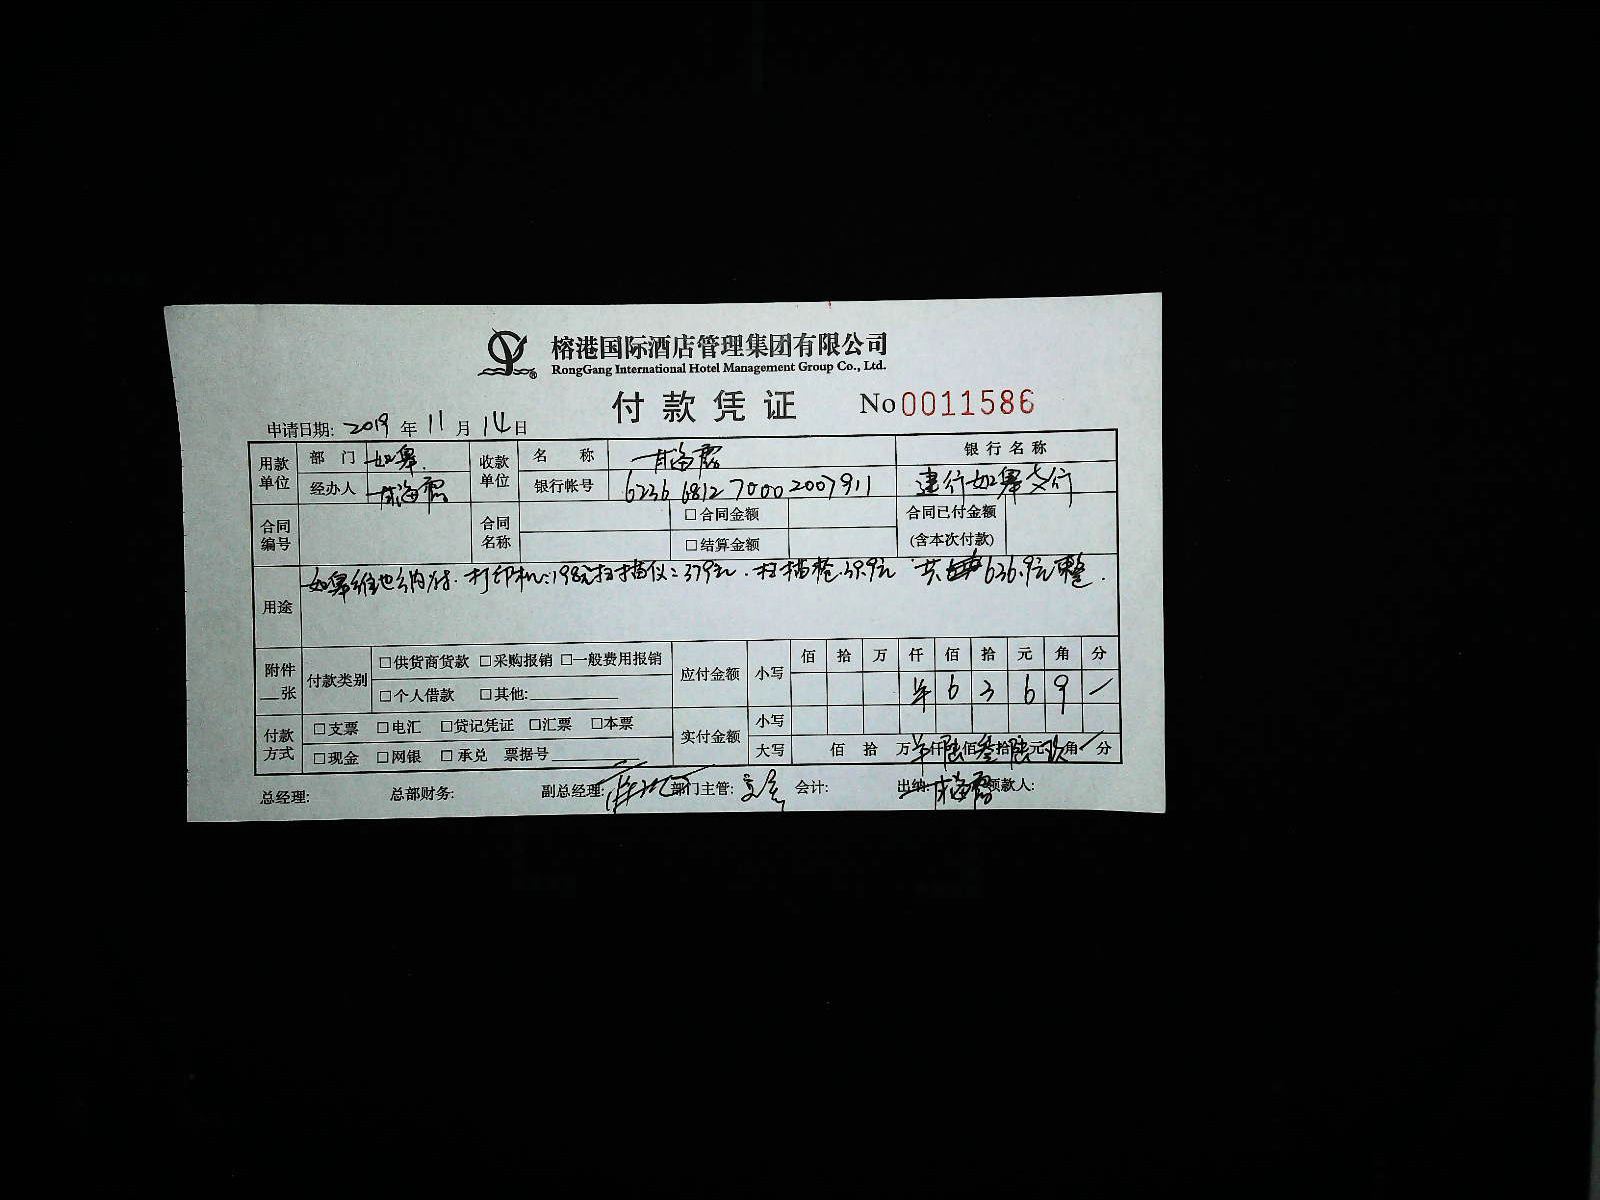 榕港国际酒店管理集团有限公司
RongGang International Hotel Management Group Co., Ltd.
付款凭证 No 0011586
申请日期: 2019 年 11 月 14 日
用款单位 部门 如皋 收款单位 名称 银行名称
经办人 银行帐号 6236 6812 7000 2007911 建行如皋支行
合同编号 合同名称 □合同金额 合同已付金额
□结算金额 (含本次付款)
用途 如皋维也纳 打印机:198元 扫描仪:379元 扫描枪:59.9元 共 636.9元整.
附件 __张 付款类别 □供货商货款 □采购报销 □一般费用报销 应付金额 小写 佰 拾 万 仟 佰 拾 元 角 分
□个人借款 □其他: ¥ 6 3 6 9 /
付款方式 □支票 □电汇 □贷记凭证 □汇票 □本票 实付金额 小写
□现金 □网银 □承兑 票据号 大写 佰 拾 万 仟 陆 佰 叁 拾 陆 元 玖 角 / 分
总经理: 总部财务: 副总经理: 部门主管: 会计: 出纳: 领款人: